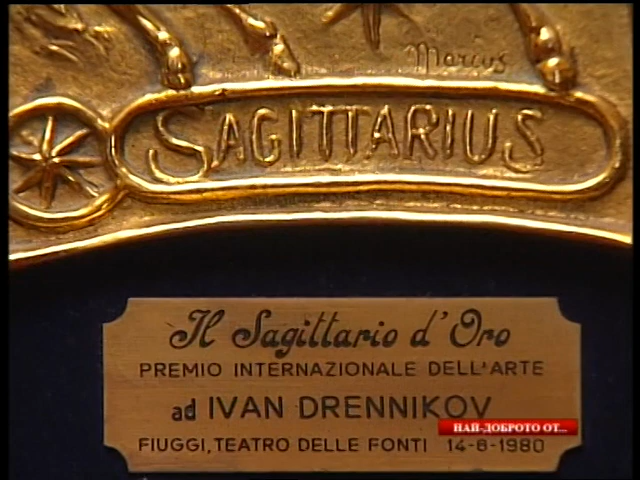 Marius
SAGITTARIUS
Il Sagittario d'Oro
PREMIO INTERNAZIONALE DELL'ARTE
ad IVAN DRENNIKOV
НАЙ-ДОБРОТО ОТ...
FIUGGI, TEATRO DELLE FONTI 14-6-1980